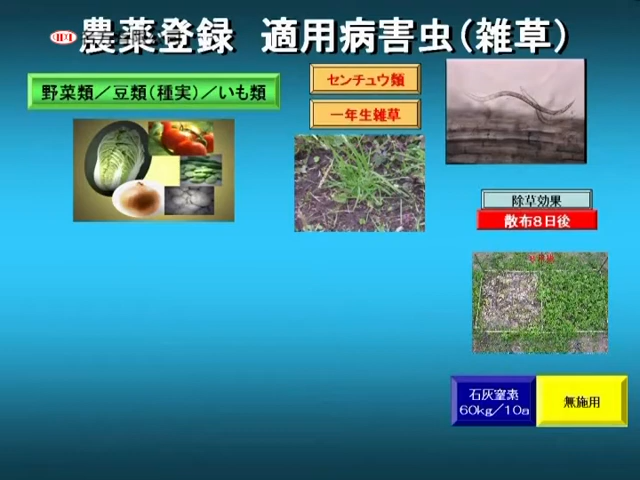 農薬登録 適用病害虫(雑草)
野菜類/豆類(種実)/いも類
センチュウ類
一年生雑草
除草効果
散布8日後
石灰窒素
60kg/10a
無施用